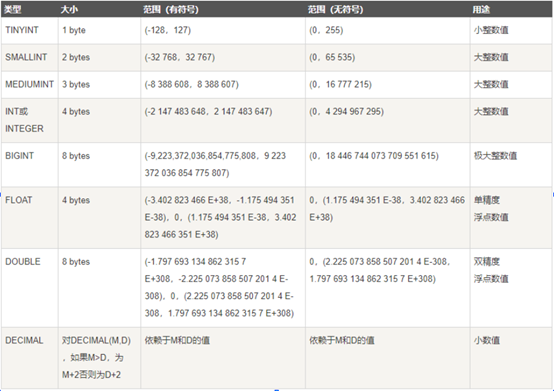 类型 大小 范围（有符号） 范围（无符号） 用途
TINYINT 1 byte (-128，127) (0，255) 小整数值
SMALLINT 2 bytes (-32 768，32 767) (0，65 535) 大整数值
MEDIUMINT 3 bytes (-8 388 608，8 388 607) (0，16 777 215) 大整数值
INT或 4 bytes (-2 147 483 648，2 147 483 647) (0，4 294 967 295) 大整数值
INTEGER
BIGINT 8 bytes (-9,223,372,036,854,775,808，9 223 (0，18 446 744 073 709 551 615) 极大整数值
372 036 854 775 807)
FLOAT 4 bytes (-3.402 823 466 E+38，-1.175 494 351 0，(1.175 494 351 E-38，3.402 823 466 单精度
E-38)，0，(1.175 494 351 E-38，3.402 E+38) 浮点数值
823 466 351 E+38)
DOUBLE 8 bytes (-1.797 693 134 862 315 7 0，(2.225 073 858 507 201 4 E-308， 双精度
E+308，-2.225 073 858 507 201 4 E- 1.797 693 134 862 315 7 E+308) 浮点数值
308)，0，(2.225 073 858 507 201 4 E-
308，1.797 693 134 862 315 7 E+308)
DECIMAL 对DECIMAL(M,D) 依赖于M和D的值 依赖于M和D的值 小数值
，如果M>D，为
M+2否则为D+2